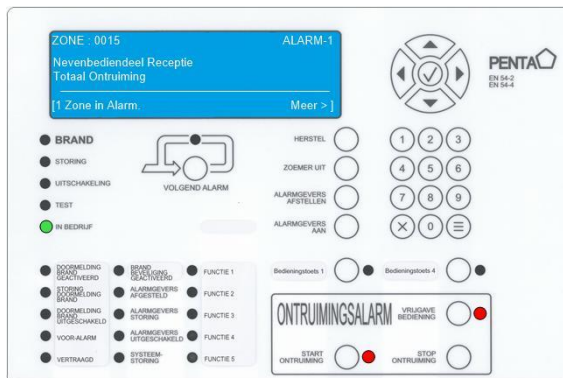 ZONE : 0015 ALARM-1
Nevenbediendeel Receptie
Totaal Ontruiming
[1 Zone in Alarm. Meer > ]
PENTA
EN 54-2
EN 54-4
BRAND
STORING
UITSCHAKELING
TEST
IN BEDRIJF
VOLGEND ALARM
HERSTEL
ZOEMER UIT
ALARMGEVERS
AFSTELLEN
ALARMGEVERS
AAN
1 2 3
4 5 6
7 8 9
X 0
DOORMELDING
BRAND
GEACTIVEERD
STORING
DOORMELDING
BRAND
DOORMELDING
BRAND
UITGESCHAKELD
VOOR-ALARM
VERTRAAGD
BRAND
BEVEILIGING
GEACTIVEERD
ALARMGEVERS
AFGESTELD
ALARMGEVERS
STORING
ALARMGEVERS
UITGESCHAKELD
SYSTEEM-
STORING
FUNCTIE 1
FUNCTIE 2
FUNCTIE 3
FUNCTIE 4
FUNCTIE 5
Bedieningstoets 1
Bedieningstoets 4
ONTRUIMINGSALARM
VRIJGAVE
BEDIENING
START
ONTRUIMING
STOP
ONTRUIMING